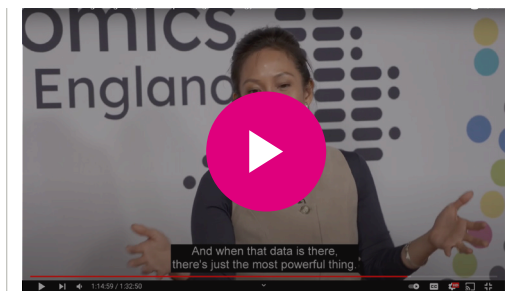 omics
England
And when that data is there,
there's just the most powerful thing.
1:14:59 / 1:32:50